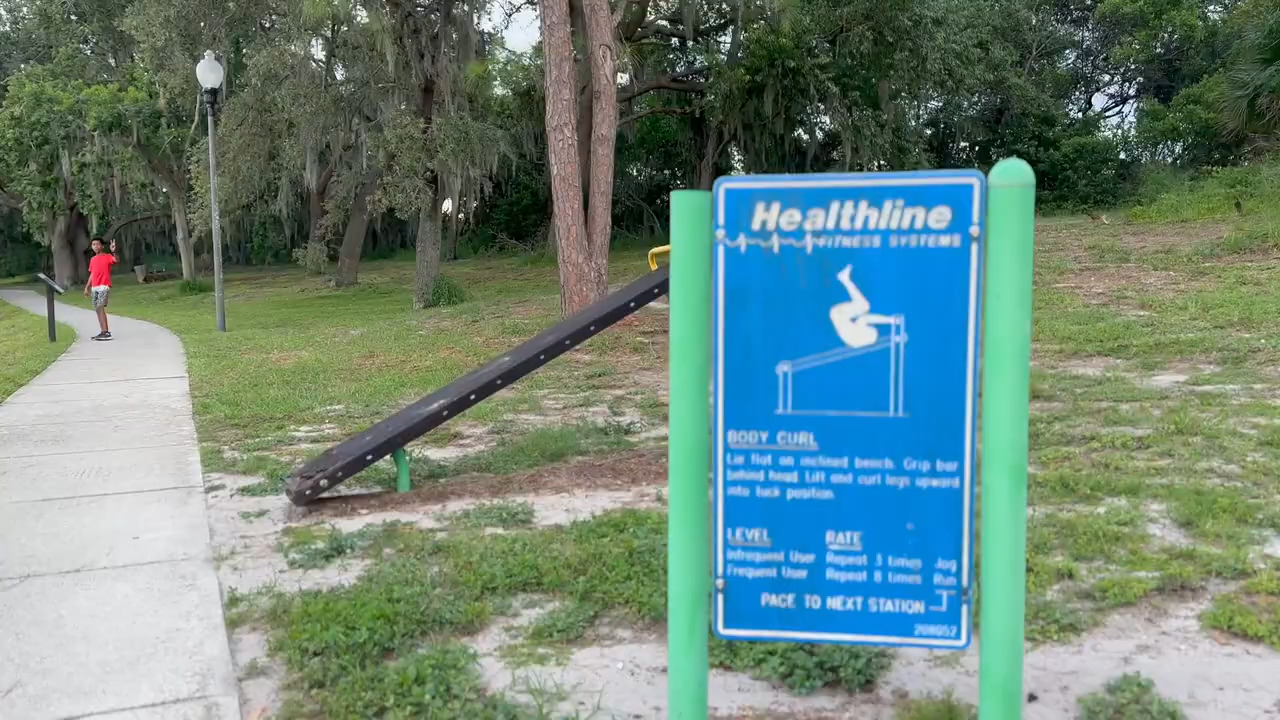 Healthline
FITNESS SYSTEMS
BODY CURL
Lie flat on inclined bench. Grip bar
behind head. Lift and curl legs upward
into tuck position.
LEVEL RATE
Infrequent User Repeat 3 times Jog
Frequent User Repeat 8 times Run
PACE TO NEXT STATION
208052